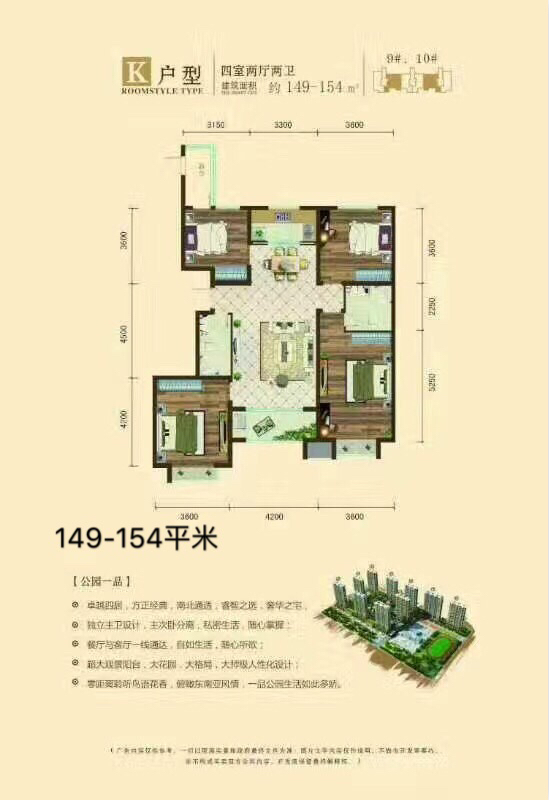 K 户型
ROOMSTYLE TYPE
四室两厅两卫
建筑面积 约 149-154 ㎡
9#、10#
3150 3300 3600
3600
4500
4200
3600
2250
5250
3600 4200 3600
149-154平米
【公园一品】
卓越四居，方正经典，南北通透，睿智之选，奢华之宅，
独立主卫设计，主次卧分离，私密生活，随心掌握；
餐厅与客厅一线通达，自如生活，随心所欲；
超大观景阳台，大花园，大格局，大师级人性化设计；
零距离聆听鸟语花香，俯瞰东南亚风情，一品公园生活如此多娇。